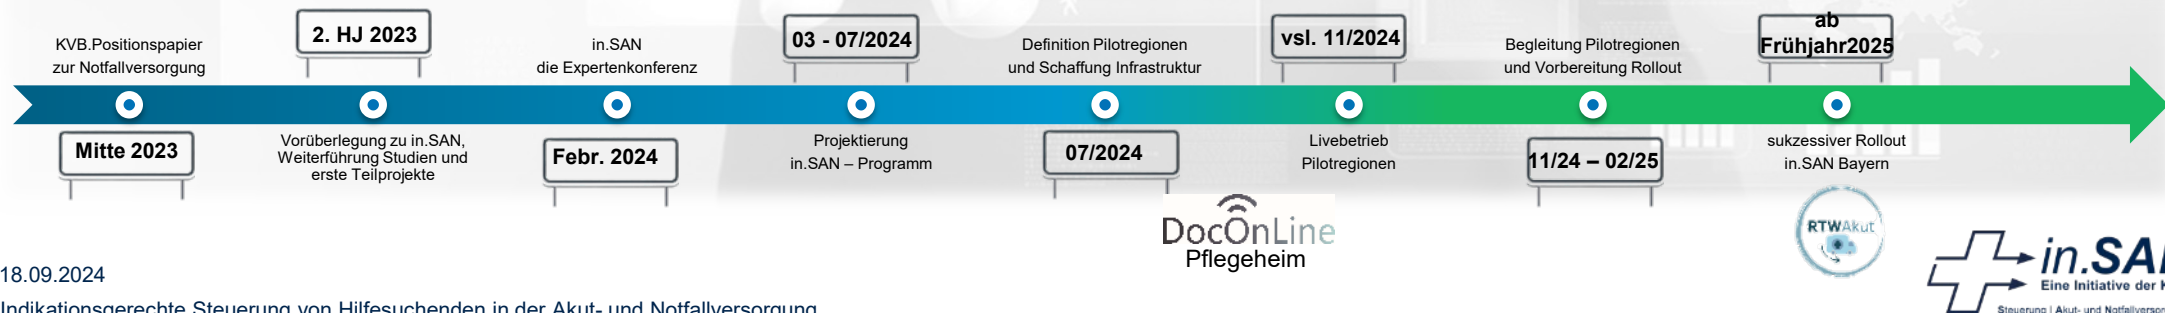 KVB.Positionspapier
zur Notfallversorgung
Mitte 2023
2. HJ 2023
Vorüberlegung zu in.SAN,
Weiterführung Studien und
erste Teilprojekte
in.SAN
die Expertenkonferenz
Febr. 2024
03 - 07/2024
Projektierung
in.SAN – Programm
Definition Pilotregionen
und Schaffung Infrastruktur
07/2024
vsl. 11/2024
Livebetrieb
Pilotregionen
Begleitung Pilotregionen
und Vorbereitung Rollout
11/24 – 02/25
ab
Frühjahr2025
sukzessiver Rollout
in.SAN Bayern
DocOnLine
Pflegeheim
RTWAkut
18.09.2024
Indikationsgerechte Steuerung von Hilfesuchenden in der Akut- und Notfallversorgung
in.SA
Eine Initiative der K
Steuerung | Akut- und Notfallversor